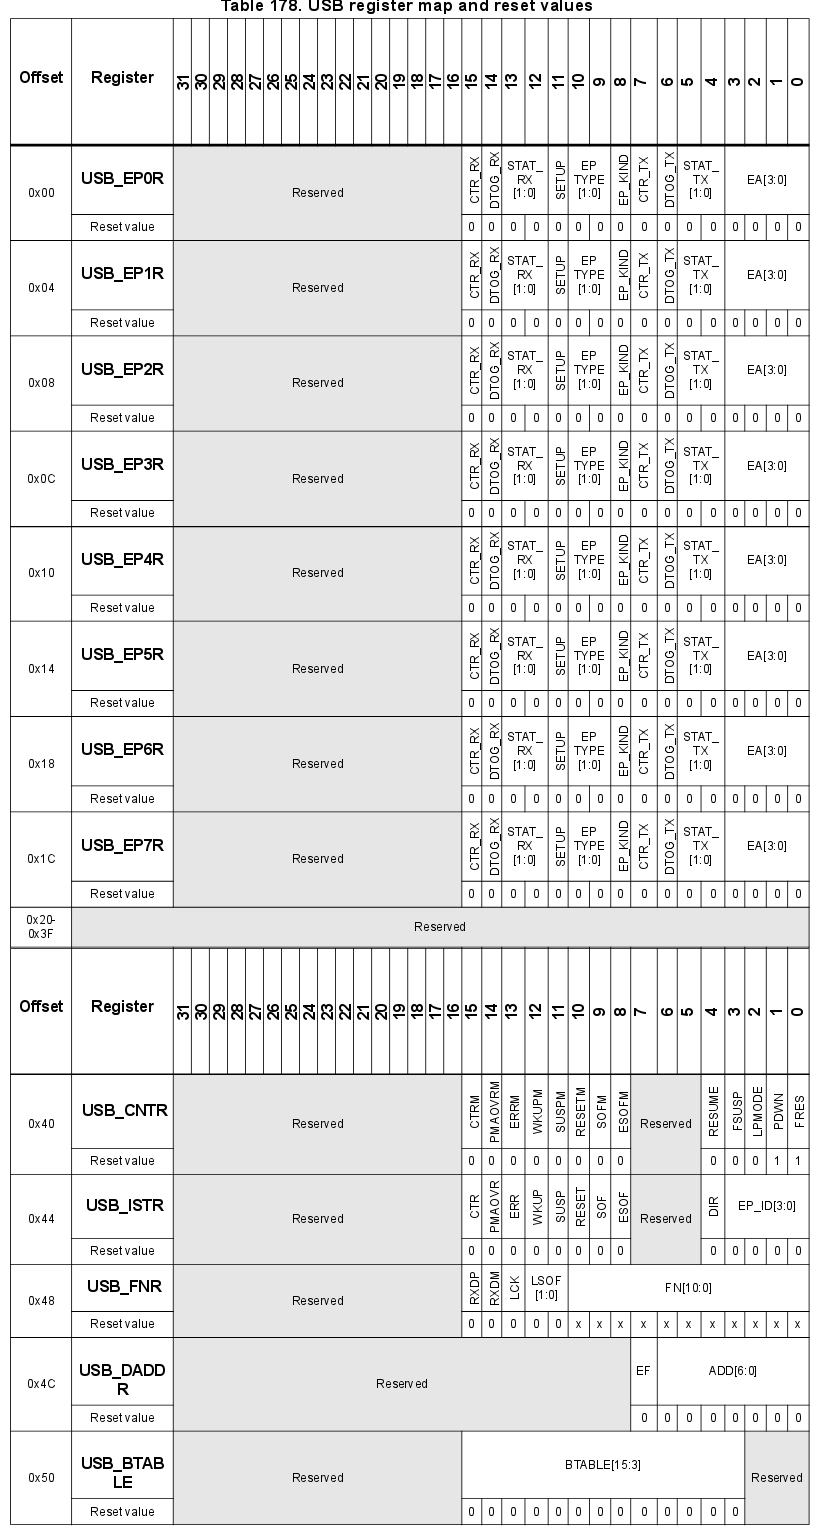 Table 178. USB register map and reset values
Offset Register 31 30 29 28 27 26 25 24 23 22 21 20 19 18 17 16 15 14 13 12 11 10 9 8 7 6 5 4 3 2 1 0
0x00 USB_EP0R Reserved CTR_RX DTOG_RX STAT_RX[1:0] SETUP EP TYPE[1:0] EP_KIND CTR_TX DTOG_TX STAT_TX[1:0] EA[3:0]
Reset value 0 0 0 0 0 0 0 0 0 0 0 0 0 0 0 0
0x04 USB_EP1R Reserved CTR_RX DTOG_RX STAT_RX[1:0] SETUP EP TYPE[1:0] EP_KIND CTR_TX DTOG_TX STAT_TX[1:0] EA[3:0]
Reset value 0 0 0 0 0 0 0 0 0 0 0 0 0 0 0 0
0x08 USB_EP2R Reserved CTR_RX DTOG_RX STAT_RX[1:0] SETUP EP TYPE[1:0] EP_KIND CTR_TX DTOG_TX STAT_TX[1:0] EA[3:0]
Reset value 0 0 0 0 0 0 0 0 0 0 0 0 0 0 0 0
0x0C USB_EP3R Reserved CTR_RX DTOG_RX STAT_RX[1:0] SETUP EP TYPE[1:0] EP_KIND CTR_TX DTOG_TX STAT_TX[1:0] EA[3:0]
Reset value 0 0 0 0 0 0 0 0 0 0 0 0 0 0 0 0
0x10 USB_EP4R Reserved CTR_RX DTOG_RX STAT_RX[1:0] SETUP EP TYPE[1:0] EP_KIND CTR_TX DTOG_TX STAT_TX[1:0] EA[3:0]
Reset value 0 0 0 0 0 0 0 0 0 0 0 0 0 0 0 0
0x14 USB_EP5R Reserved CTR_RX DTOG_RX STAT_RX[1:0] SETUP EP TYPE[1:0] EP_KIND CTR_TX DTOG_TX STAT_TX[1:0] EA[3:0]
Reset value 0 0 0 0 0 0 0 0 0 0 0 0 0 0 0 0
0x18 USB_EP6R Reserved CTR_RX DTOG_RX STAT_RX[1:0] SETUP EP TYPE[1:0] EP_KIND CTR_TX DTOG_TX STAT_TX[1:0] EA[3:0]
Reset value 0 0 0 0 0 0 0 0 0 0 0 0 0 0 0 0
0x1C USB_EP7R Reserved CTR_RX DTOG_RX STAT_RX[1:0] SETUP EP TYPE[1:0] EP_KIND CTR_TX DTOG_TX STAT_TX[1:0] EA[3:0]
Reset value 0 0 0 0 0 0 0 0 0 0 0 0 0 0 0 0
0x20-0x3F Reserved
Offset Register 31 30 29 28 27 26 25 24 23 22 21 20 19 18 17 16 15 14 13 12 11 10 9 8 7 6 5 4 3 2 1 0
0x40 USB_CNTR Reserved CTRM PMAOVRM ERRM WKUPM SUSPM RESETM SOFM ESOFM Reserved RESUME FSUSP LPMODE PDWN FRES
Reset value 0 0 0 0 0 0 0 0 0 0 0 1 1
0x44 USB_ISTR Reserved CTR PMAOVR ERR WKUP SUSP RESET SOF ESOF Reserved DIR EP_ID[3:0]
Reset value 0 0 0 0 0 0 0 0 0 0 0 0 0
0x48 USB_FNR Reserved RXDP RXDM LCK LSOF[1:0] FN[10:0]
Reset value 0 0 0 0 0 x x x x x x x x x x x
0x4C USB_DADDR Reserved EF ADD[6:0]
Reset value 0 0 0 0 0 0 0 0
0x50 USB_BTABLE Reserved BTABLE[15:3] Reserved
Reset value 0 0 0 0 0 0 0 0 0 0 0 0 0